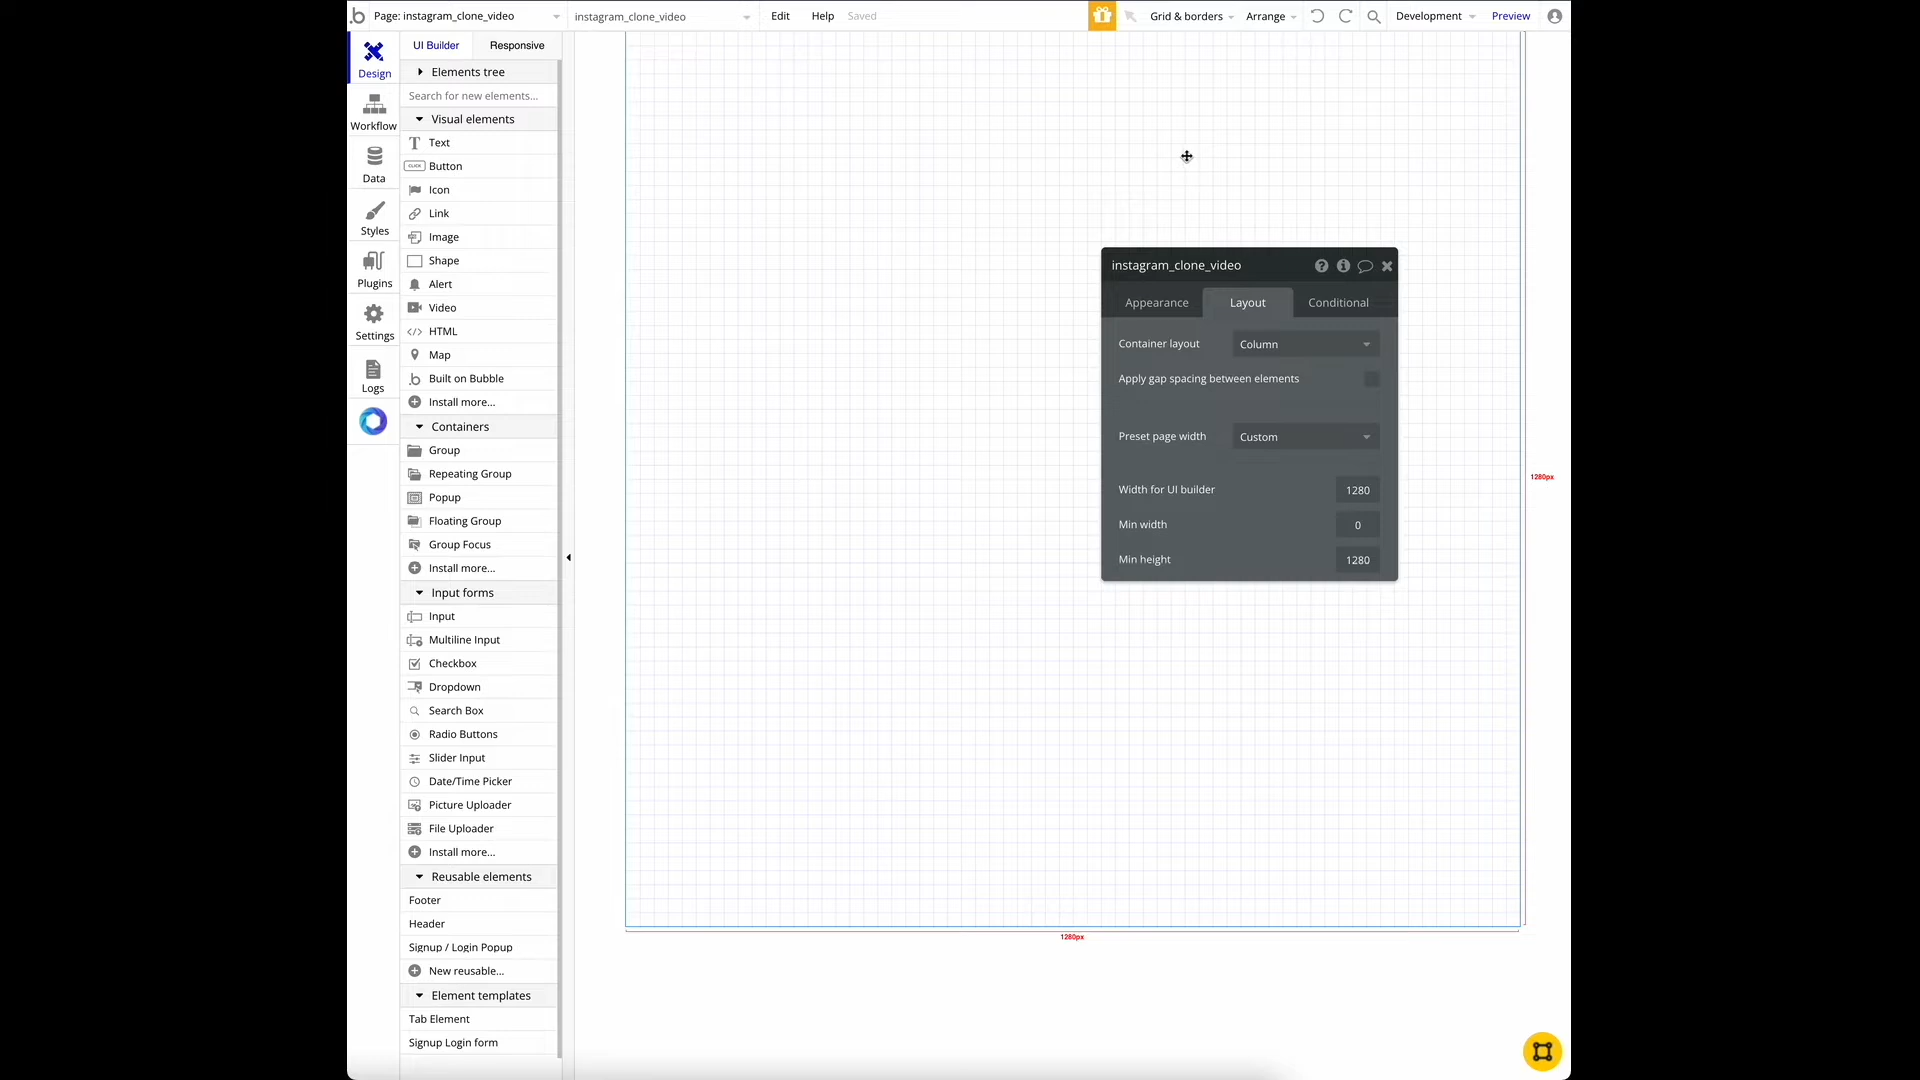 Page: instagram_clone_video
instagram_clone_video
Edit
Help
Saved
Grid & borders
Arrange
Development
Preview
Design
Workflow
Data
Styles
Plugins
Settings
Logs
UI Builder
Responsive
Elements tree
Search for new elements...
Visual elements
Text
CLICK Button
Icon
Link
Image
Shape
Alert
Video
HTML
Map
Built on Bubble
Install more...
Containers
Group
Repeating Group
Popup
Floating Group
Group Focus
Install more...
Input forms
Input
Multiline Input
Checkbox
Dropdown
Search Box
Radio Buttons
Slider Input
Date/Time Picker
Picture Uploader
File Uploader
Install more...
Reusable elements
Footer
Header
Signup / Login Popup
New reusable...
Element templates
Tab Element
Signup Login form
instagram_clone_video
Appearance
Layout
Conditional
Container layout
Column
Apply gap spacing between elements
Preset page width
Custom
Width for UI builder
1280
Min width
0
Min height
1280
1280px
1280px